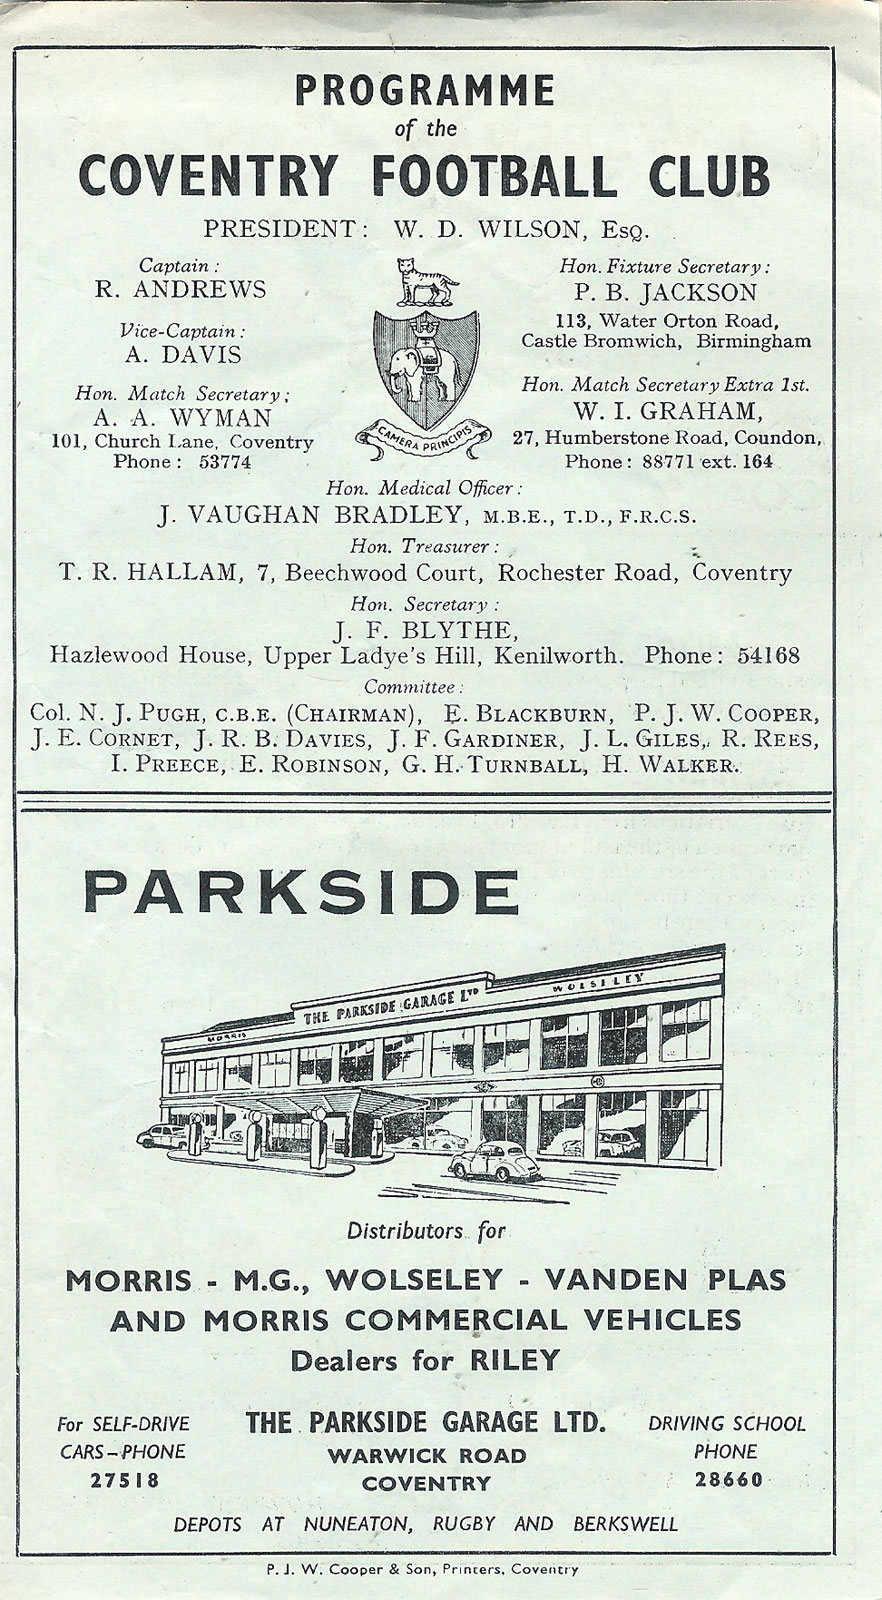 PROGRAMME
of the
COVENTRY FOOTBALL CLUB
PRESIDENT: W. D. WILSON, Esq.
Captain:
R. ANDREWS
Vice-Captain:
A. DAVIS
Hon. Match Secretary;
A. A. WYMAN
101, Church Lane, Coventry
Phone: 53774
CAMERA PRINCIPIS
Hon. Fixture Secretary:
P. B. JACKSON
113, Water Orton Road,
Castle Bromwich, Birmingham
Hon. Match Secretary Extra 1st.
W. I. GRAHAM,
27, Humberstone Road, Coundon,
Phone: 88771 ext. 164
Hon. Medical Officer:
J. VAUGHAN BRADLEY, M.B.E., T.D., F.R.C.S.
Hon. Treasurer:
T. R. HALLAM, 7, Beechwood Court, Rochester Road, Coventry
Hon. Secretary:
J. F. BLYTHE,
Hazlewood House, Upper Ladye's Hill, Kenilworth. Phone: 54168
Committee:
Col. N. J. Pugh, C.B.E. (Chairman), E. Blackburn, P. J. W. Cooper,
J. E. Cornet, J. R. B. Davies, J. F. Gardiner, J. L. Giles, R. Rees,
I. Preece, E. Robinson, G. H. Turnball, H. Walker.
PARKSIDE
MORRIS
THE PARKSIDE GARAGE LTD
WOLSELEY
Distributors for
MORRIS - M.G., WOLSELEY - VANDEN PLAS
AND MORRIS COMMERCIAL VEHICLES
Dealers for RILEY
For SELF-DRIVE
CARS-PHONE
27518
THE PARKSIDE GARAGE LTD.
WARWICK ROAD
COVENTRY
DRIVING SCHOOL
PHONE
28660
DEPOTS AT NUNEATON, RUGBY AND BERKSWELL
P. J. W. Cooper & Son, Printers, Coventry